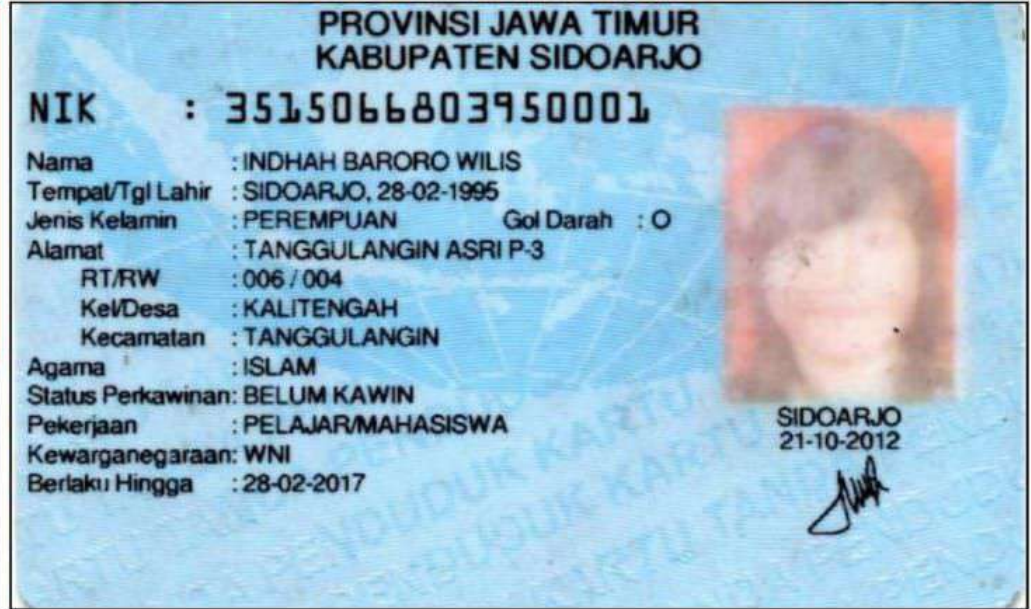 PROVINSI JAWA TIMUR
KABUPATEN SIDOARJO
NIK : 3515066803950001
Nama : INDHAH BARORO WILIS
Tempat/Tgl Lahir : SIDOARJO, 28-02-1995
Jenis Kelamin : PEREMPUAN Gol Darah : O
Alamat : TANGGULANGIN ASRI P-3
RT/RW : 006 / 004
Kel/Desa : KALITENGAH
Kecamatan : TANGGULANGIN
Agama : ISLAM
Status Perkawinan: BELUM KAWIN
Pekerjaan : PELAJAR/MAHASISWA
Kewarganegaraan: WNI
Berlaku Hingga : 28-02-2017
SIDOARJO
21-10-2012